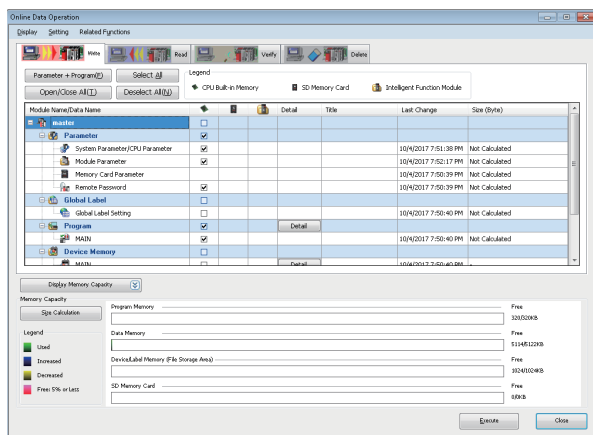 Online Data Operation
Display Setting Related Functions
Write Read Verify Delete
Parameter + Program(F) Select All
Legend
CPU Built-in Memory SD Memory Card Intelligent Function Module
Open/Close All(T) Deselect All(N)
Module Name/Data Name Detail Title Last Change Size (Byte)
master
Parameter
System Parameter/CPU Parameter 10/4/2017 7:51:38 PM Not Calculated
Module Parameter 10/4/2017 7:52:17 PM Not Calculated
Memory Card Parameter 10/4/2017 7:50:39 PM Not Calculated
Remote Password 10/4/2017 7:50:39 PM Not Calculated
Global Label
Global Label Setting 10/4/2017 7:50:40 PM Not Calculated
Program Detail
MAIN 10/4/2017 7:50:40 PM Not Calculated
Device Memory
MAIN Detail 10/4/2017 7:50:40 PM -
Display Memory Capacity
Memory Capacity
Size Calculation
Legend
Used
Increased
Decreased
Free: 5% or Less
Program Memory Free
320/320KB
Data Memory Free
5114/5122KB
Device/Label Memory (File Storage Area) Free
1024/1024KB
SD Memory Card Free
0/0KB
Execute Close